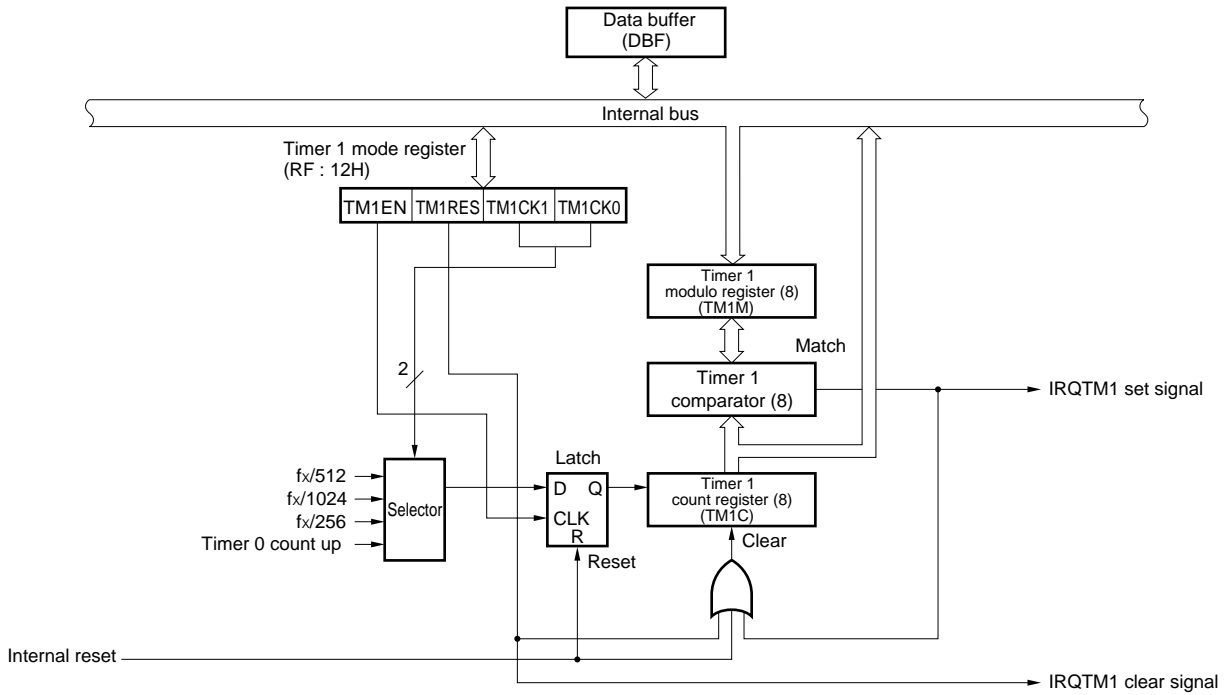 Data buffer
(DBF)
Internal bus
Timer 1 mode register
(RF : 12H)
TM1EN TM1RES TM1CK1 TM1CK0
Timer 1
modulo register (8)
(TM1M)
Match
2
Timer 1
comparator (8)
IRQTM1 set signal
Latch
fX/512
fX/1024
fX/256
Timer 0 count up
Selector
D Q
CLK
R
Timer 1
count register (8)
(TM1C)
Reset
Clear
Internal reset
IRQTM1 clear signal